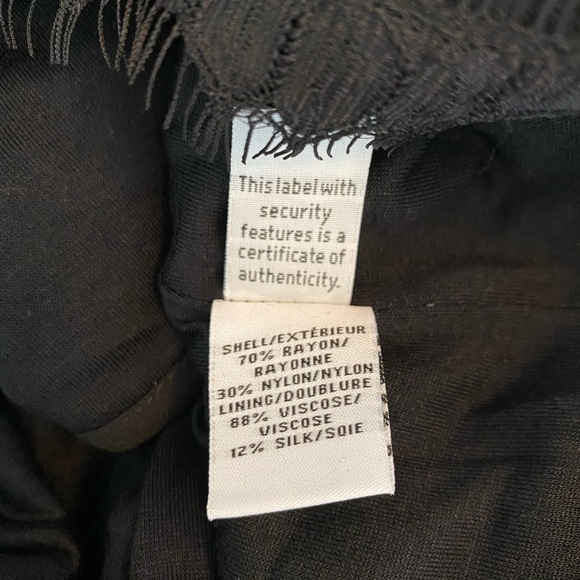 This label with
security
features is a
certificate of
authenticity.
SHELL/EXTÉRIEUR
70% RAYON/
RAYONNE
30% NYLON/NYLON
LINING/DOUBLURE
88% VISCOSE/
VISCOSE
12% SILK/SOIE